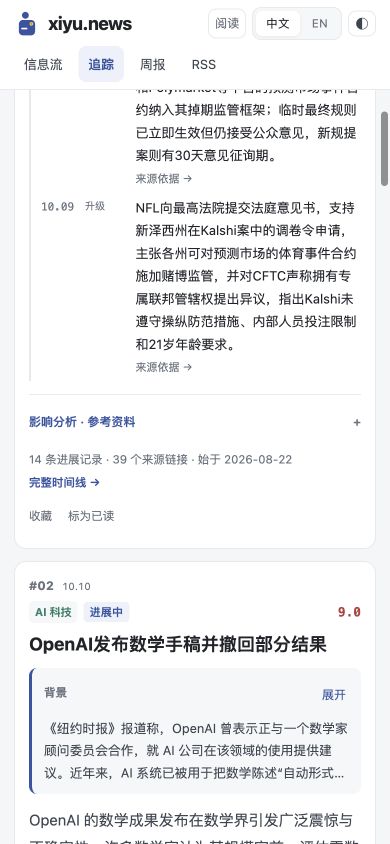 xiyu.news
阅读
中文
EN
信息流
追踪
周报
RSS
约纳入其掉期监管框架；临时最终规则
已立即生效但仍接受公众意见，新规提
案则有30天意见征询期。
来源依据 →
10.09 升级
NFL向最高法院提交法庭意见书，支持
新泽西州在Kalshi案中的调卷令申请，
主张各州可对预测市场的体育事件合约
施加赌博监管，并对CFTC声称拥有专
属联邦管辖权提出异议，指出Kalshi未
遵守操纵防范措施、内部人员投注限制
和21岁年龄要求。
来源依据 →
影响分析 · 参考资料
+
14 条进展记录 · 39 个来源链接 · 始于 2026-08-22
完整时间线 →
收藏 标为已读
#02 10.10
AI 科技 进展中 9.0
OpenAI发布数学手稿并撤回部分结果
背景
展开
《纽约时报》报道称，OpenAI 曾表示正与一个数学家
顾问委员会合作，就 AI 公司在该领域的使用提供建
议。近年来，AI 系统已被用于把数学陈述“自动形式...
OpenAI 的数学成果发布在数学界引发广泛震惊与